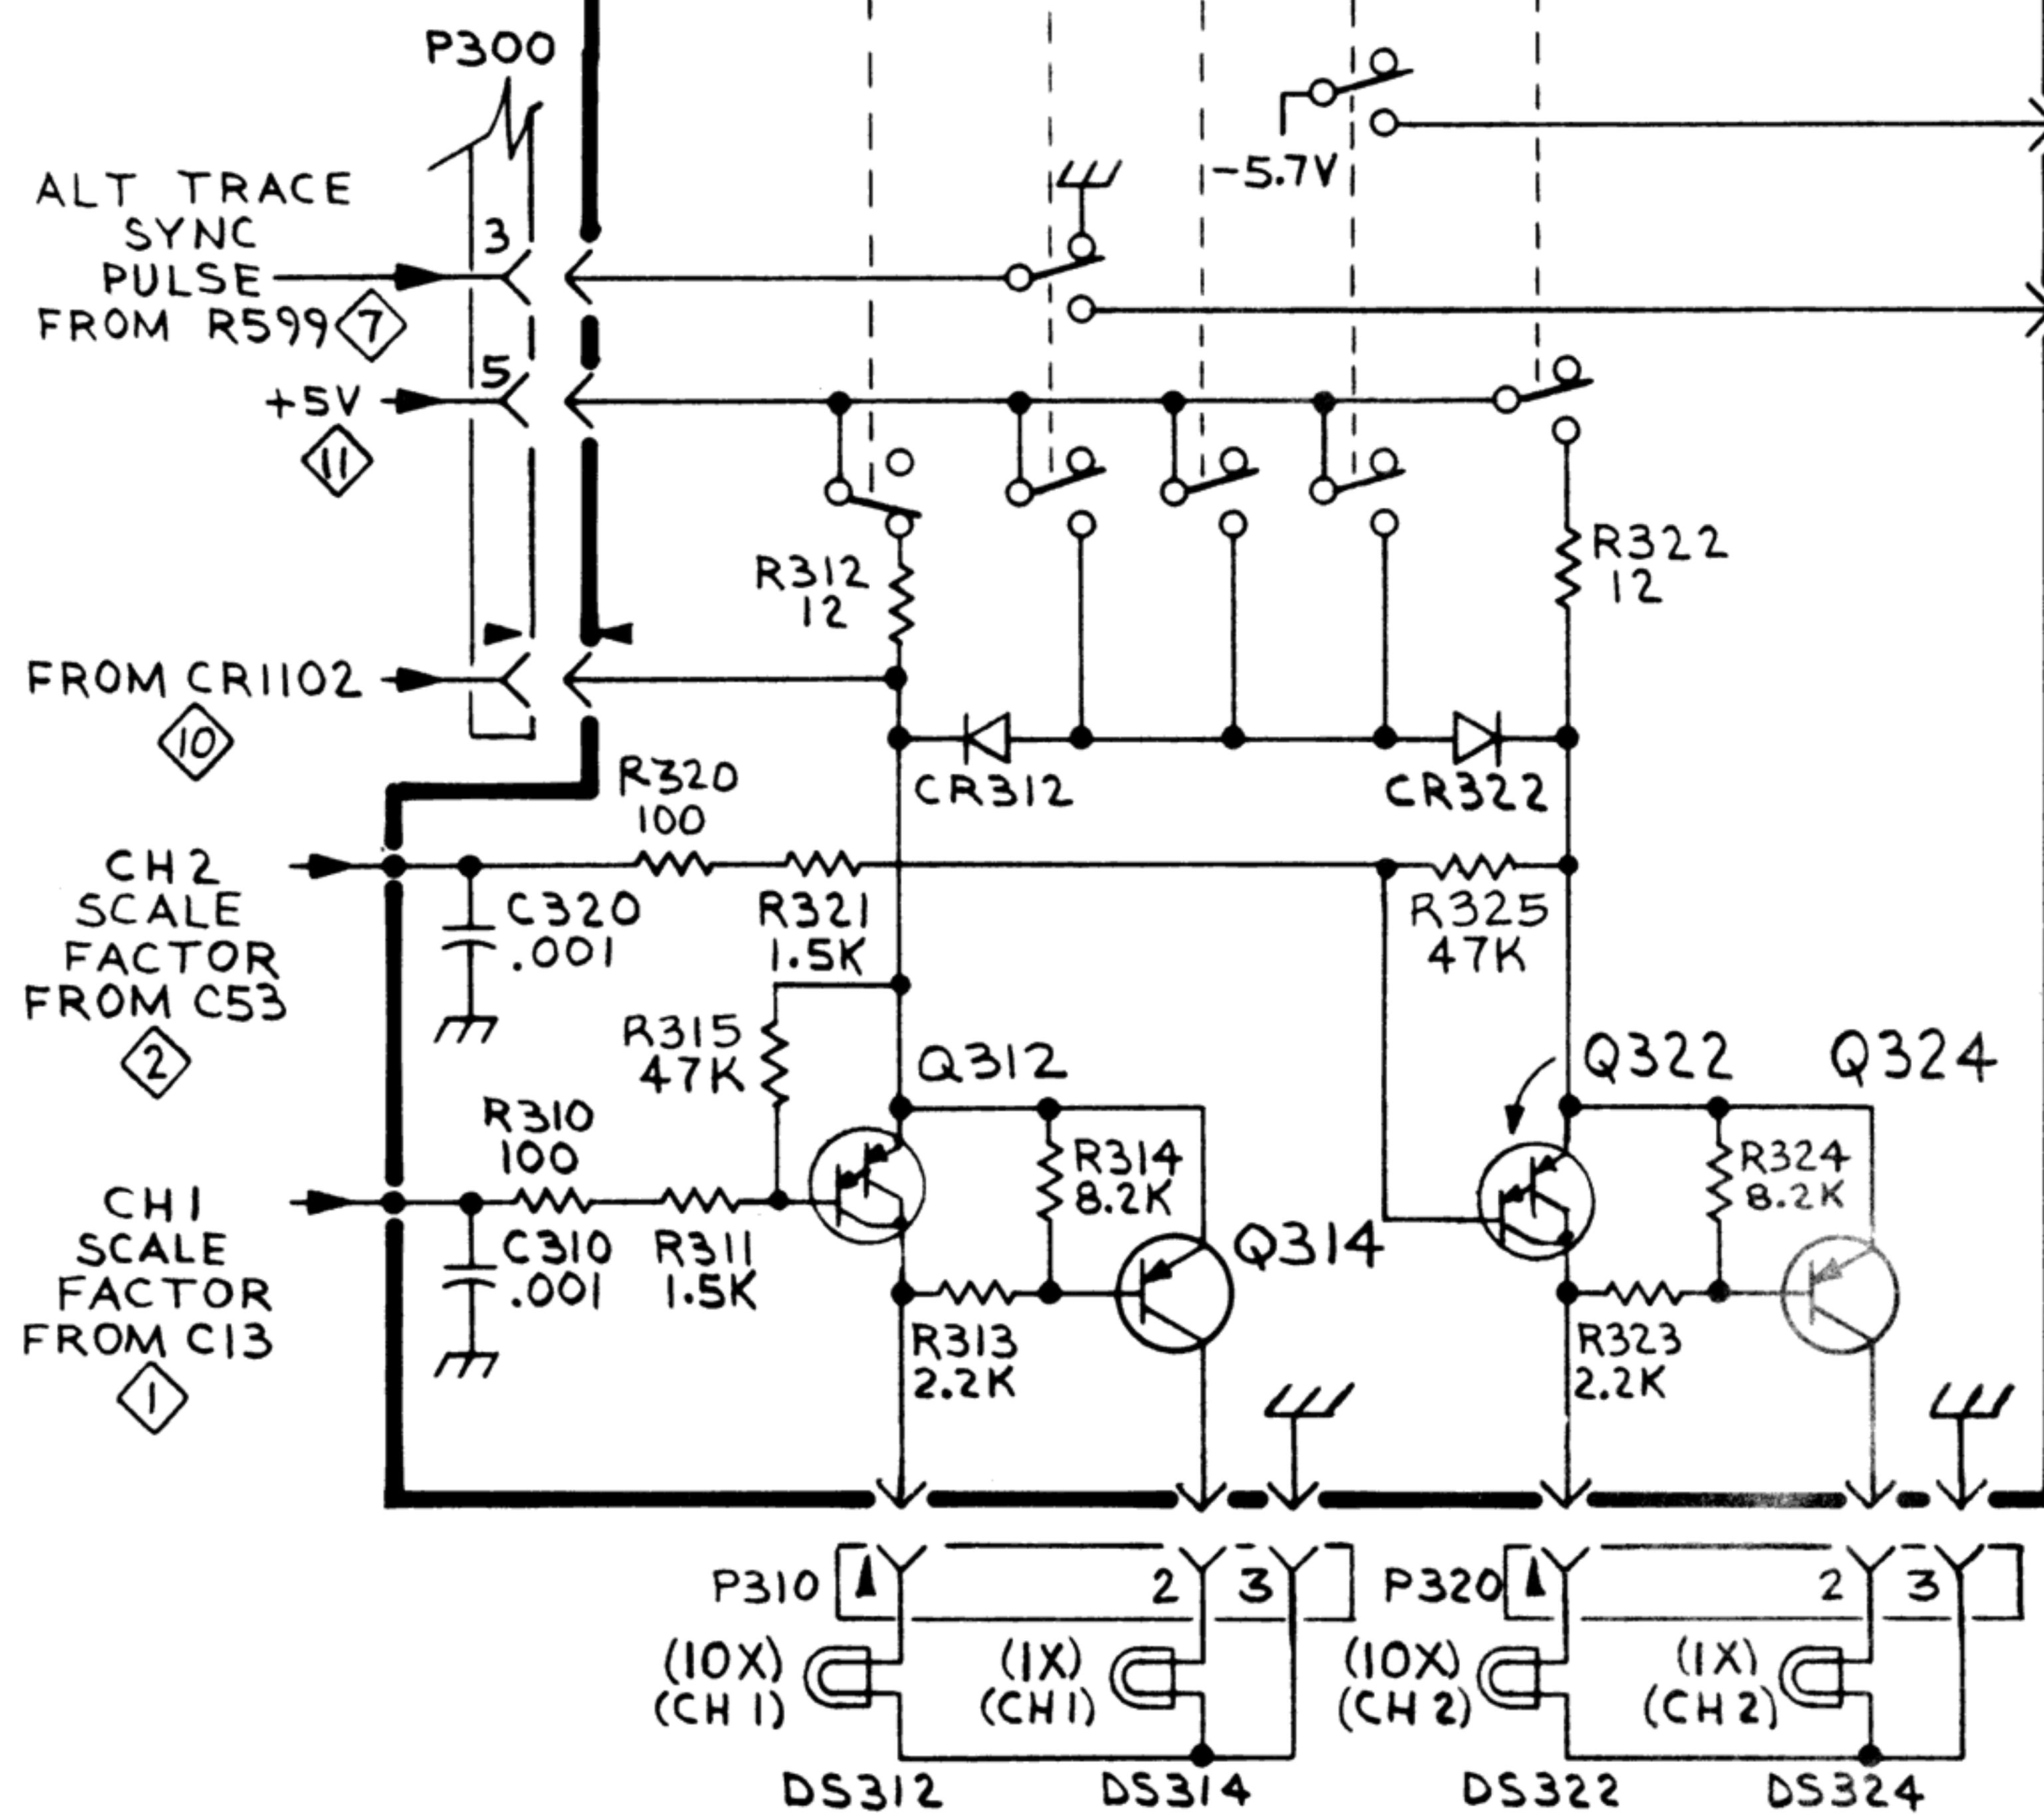 P300
-5.7V
ALT TRACE
SYNC
PULSE
FROM R599
7
3
5
+5V
11
R312
12
R322
12
FROM CR1102
10
CR312
CR322
R320
100
CH2
SCALE
FACTOR
FROM C53
2
C320
.001
R321
1.5K
R325
47K
R315
47K
Q312
Q322
Q324
R310
100
R314
8.2K
R324
8.2K
CH1
SCALE
FACTOR
FROM C13
1
C310
.001
R311
1.5K
Q314
R313
2.2K
R323
2.2K
P310
2
3
P320
2
3
(10X)
(CH 1)
(1X)
(CH1)
(10X)
(CH 2)
(1X)
(CH 2)
DS312
DS314
DS322
DS324